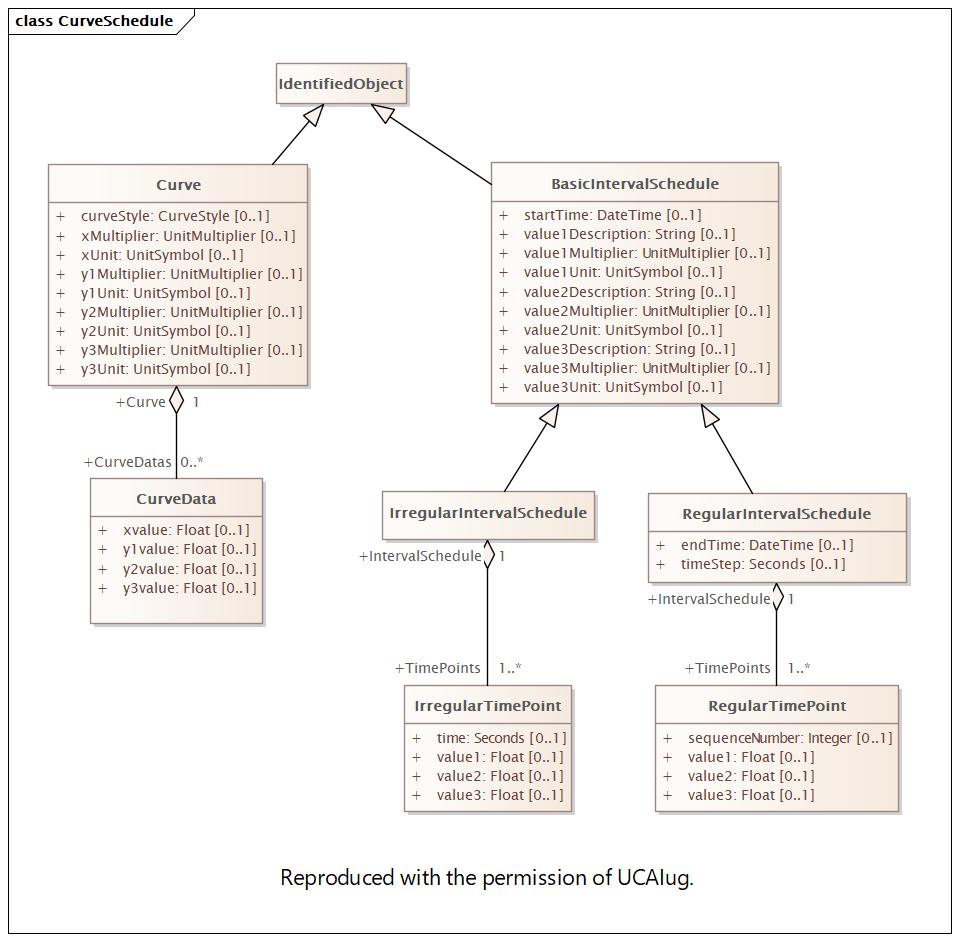 class CurveSchedule
IdentifiedObject
Curve
+ curveStyle: CurveStyle [0..1]
+ xMultiplier: UnitMultiplier [0..1]
+ xUnit: UnitSymbol [0..1]
+ y1Multiplier: UnitMultiplier [0..1]
+ y1Unit: UnitSymbol [0..1]
+ y2Multiplier: UnitMultiplier [0..1]
+ y2Unit: UnitSymbol [0..1]
+ y3Multiplier: UnitMultiplier [0..1]
+ y3Unit: UnitSymbol [0..1]
BasicIntervalSchedule
+ startTime: DateTime [0..1]
+ value1Description: String [0..1]
+ value1Multiplier: UnitMultiplier [0..1]
+ value1Unit: UnitSymbol [0..1]
+ value2Description: String [0..1]
+ value2Multiplier: UnitMultiplier [0..1]
+ value2Unit: UnitSymbol [0..1]
+ value3Description: String [0..1]
+ value3Multiplier: UnitMultiplier [0..1]
+ value3Unit: UnitSymbol [0..1]
+Curve 1
+CurveDatas 0..*
CurveData
+ xvalue: Float [0..1]
+ y1value: Float [0..1]
+ y2value: Float [0..1]
+ y3value: Float [0..1]
IrregularIntervalSchedule
+IntervalSchedule 1
+TimePoints 1..*
IrregularTimePoint
+ time: Seconds [0..1]
+ value1: Float [0..1]
+ value2: Float [0..1]
+ value3: Float [0..1]
RegularIntervalSchedule
+ endTime: DateTime [0..1]
+ timeStep: Seconds [0..1]
+IntervalSchedule 1
+TimePoints 1..*
RegularTimePoint
+ sequenceNumber: Integer [0..1]
+ value1: Float [0..1]
+ value2: Float [0..1]
+ value3: Float [0..1]
Reproduced with the permission of UCAIug.